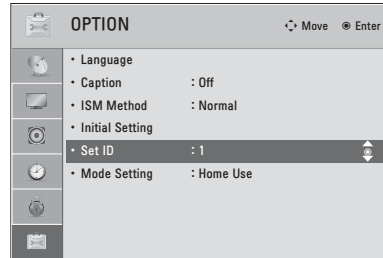 OPTION
Move
Enter
• Language
• Caption : Off
• ISM Method : Normal
• Initial Setting
• Set ID : 1
• Mode Setting : Home Use